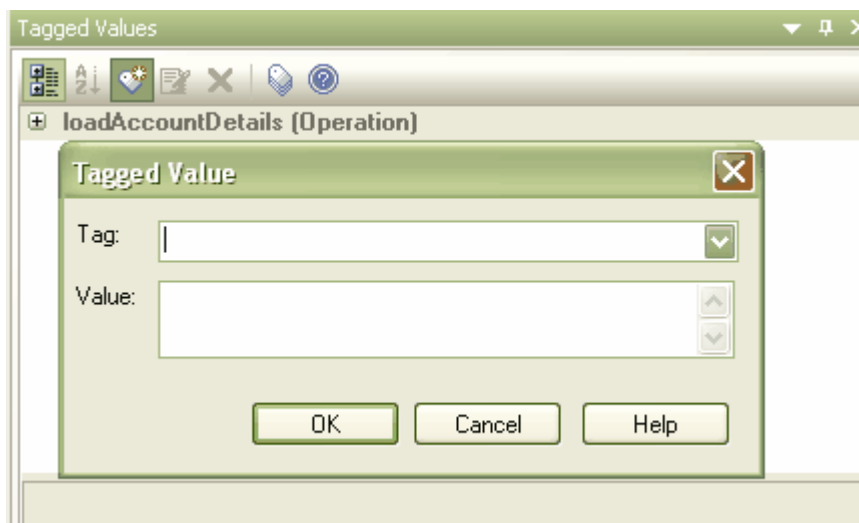 Tagged Values
loadAccountDetails (Operation)
Tagged Value
Tag:
Value:
OK Cancel Help